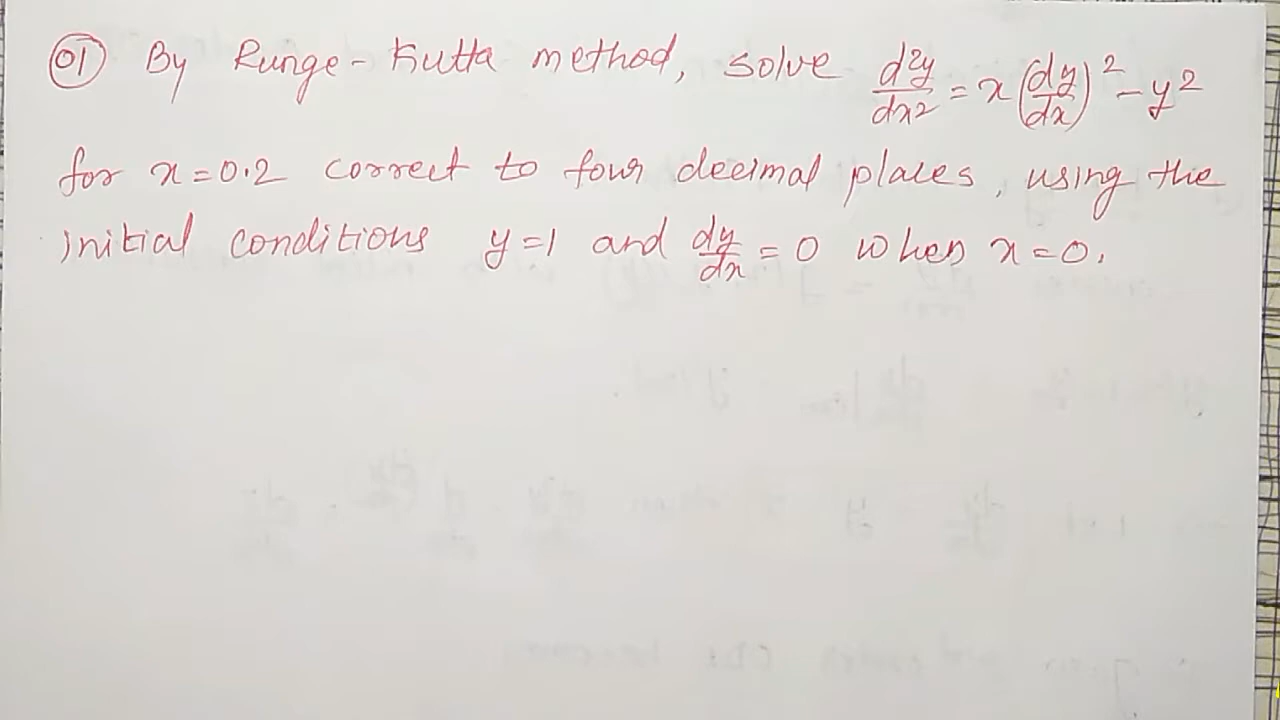 01 By Runge-Kutta method, solve d²y/dx² = x(dy/dx)² - y²
for x=0.2 correct to four decimal places, using the
initial conditions y=1 and dy/dx = 0 when x=0.